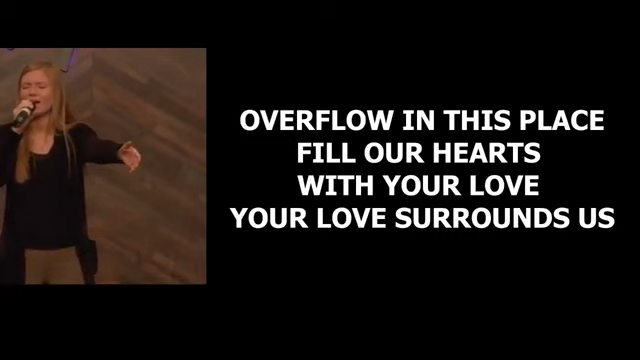 OVERFLOW IN THIS PLACE
FILL OUR HEARTS
WITH YOUR LOVE
YOUR LOVE SURROUNDS US